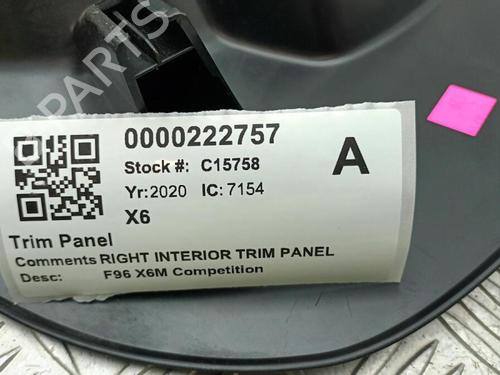 0000222757
Stock #: C15758
A
Yr: 2020 IC: 7154
X6
Trim Panel
Comments RIGHT INTERIOR TRIM PANEL
Desc: F96 X6M Competition
PARTS